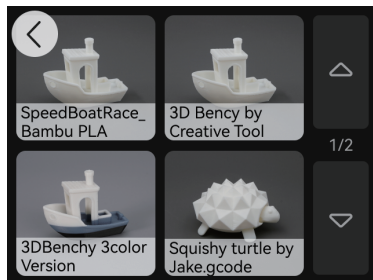 SpeedBoatRace_
Bambu PLA
3D Bency by
Creative Tool
1/2
3DBenchy 3color
Version
Squishy turtle by
Jake.gcode